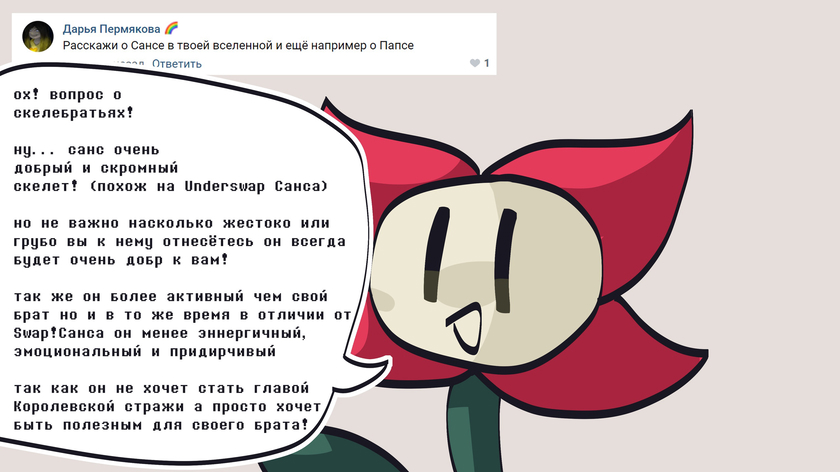 Дарья Пермякова 🌈
Расскажи о Сансе в твоей вселенной и ещё например о Папсе
назад Ответить
1
ох! вопрос о
скелебратьях!
ну... санс очень
добрый и скромный
скелет! (похож на Underswap Санса)
но не важно насколько жестоко или
грубо вы к нему отнесётесь он всегда
будет очень добр к вам!
так же он более активный чем свой
брат но и в то же время в отличии от
Swap!Санса он менее эннергичный,
эмоциональный и придирчивый
так как он не хочет стать главой
Королевской стражи а просто хочет
быть полезным для своего брата!